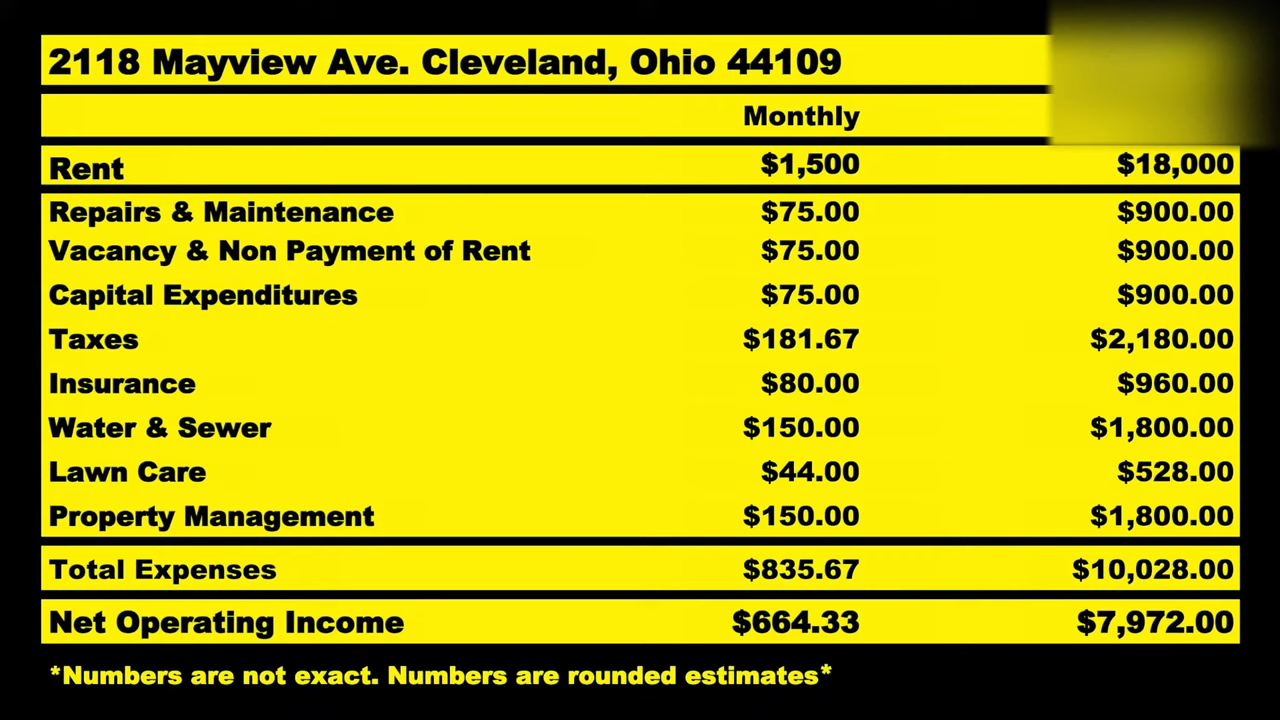 2118 Mayview Ave. Cleveland, Ohio 44109
Monthly
Rent $1,500 $18,000
Repairs & Maintenance $75.00 $900.00
Vacancy & Non Payment of Rent $75.00 $900.00
Capital Expenditures $75.00 $900.00
Taxes $181.67 $2,180.00
Insurance $80.00 $960.00
Water & Sewer $150.00 $1,800.00
Lawn Care $44.00 $528.00
Property Management $150.00 $1,800.00
Total Expenses $835.67 $10,028.00
Net Operating Income $664.33 $7,972.00
*Numbers are not exact. Numbers are rounded estimates*